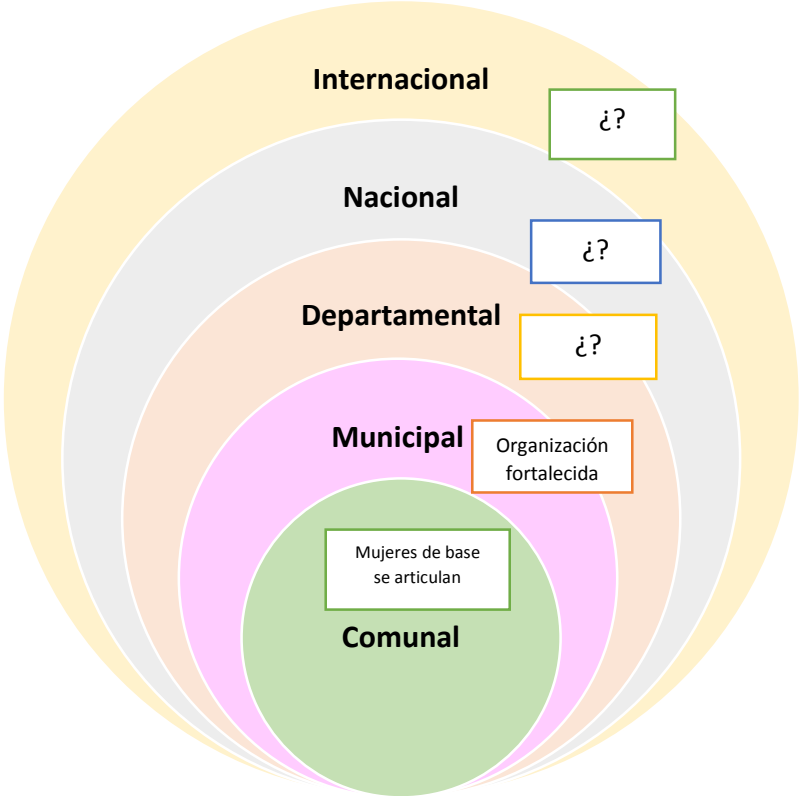 Internacional
¿?
Nacional
¿?
Departamental
¿?
Municipal
Organización
fortalecida
Mujeres de base
se articulan
Comunal